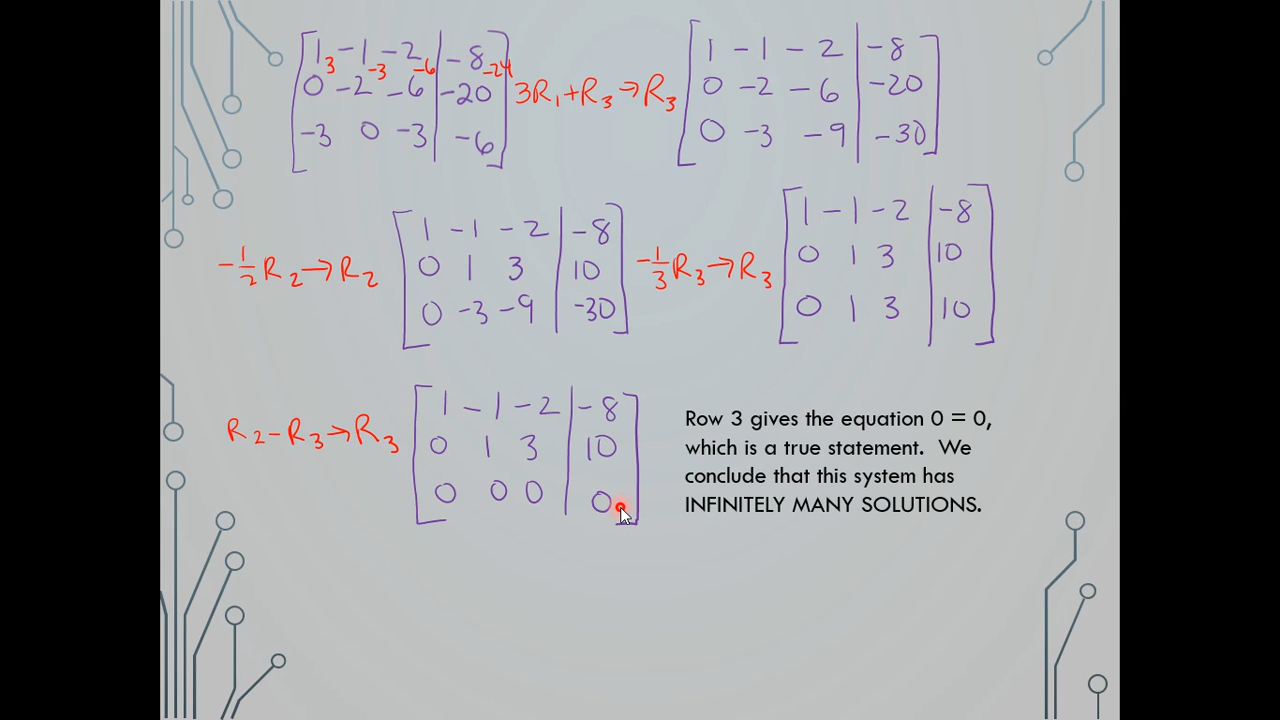 1 -1 -2 | -8
3 -3 -6 -24
0 -2 -6 | -20
-3 0 -3 | -6
3R₁+R₃→R₃
1 -1 -2 | -8
0 -2 -6 | -20
0 -3 -9 | -30
-1/2 R₂→R₂
1 -1 -2 | -8
0 1 3 | 10
0 -3 -9 | -30
-1/3 R₃→R₃
1 -1 -2 | -8
0 1 3 | 10
0 1 3 | 10
R₂-R₃→R₃
1 -1 -2 | -8
0 1 3 | 10
0 0 0 | 0
Row 3 gives the equation 0 = 0,
which is a true statement. We
conclude that this system has
INFINITELY MANY SOLUTIONS.